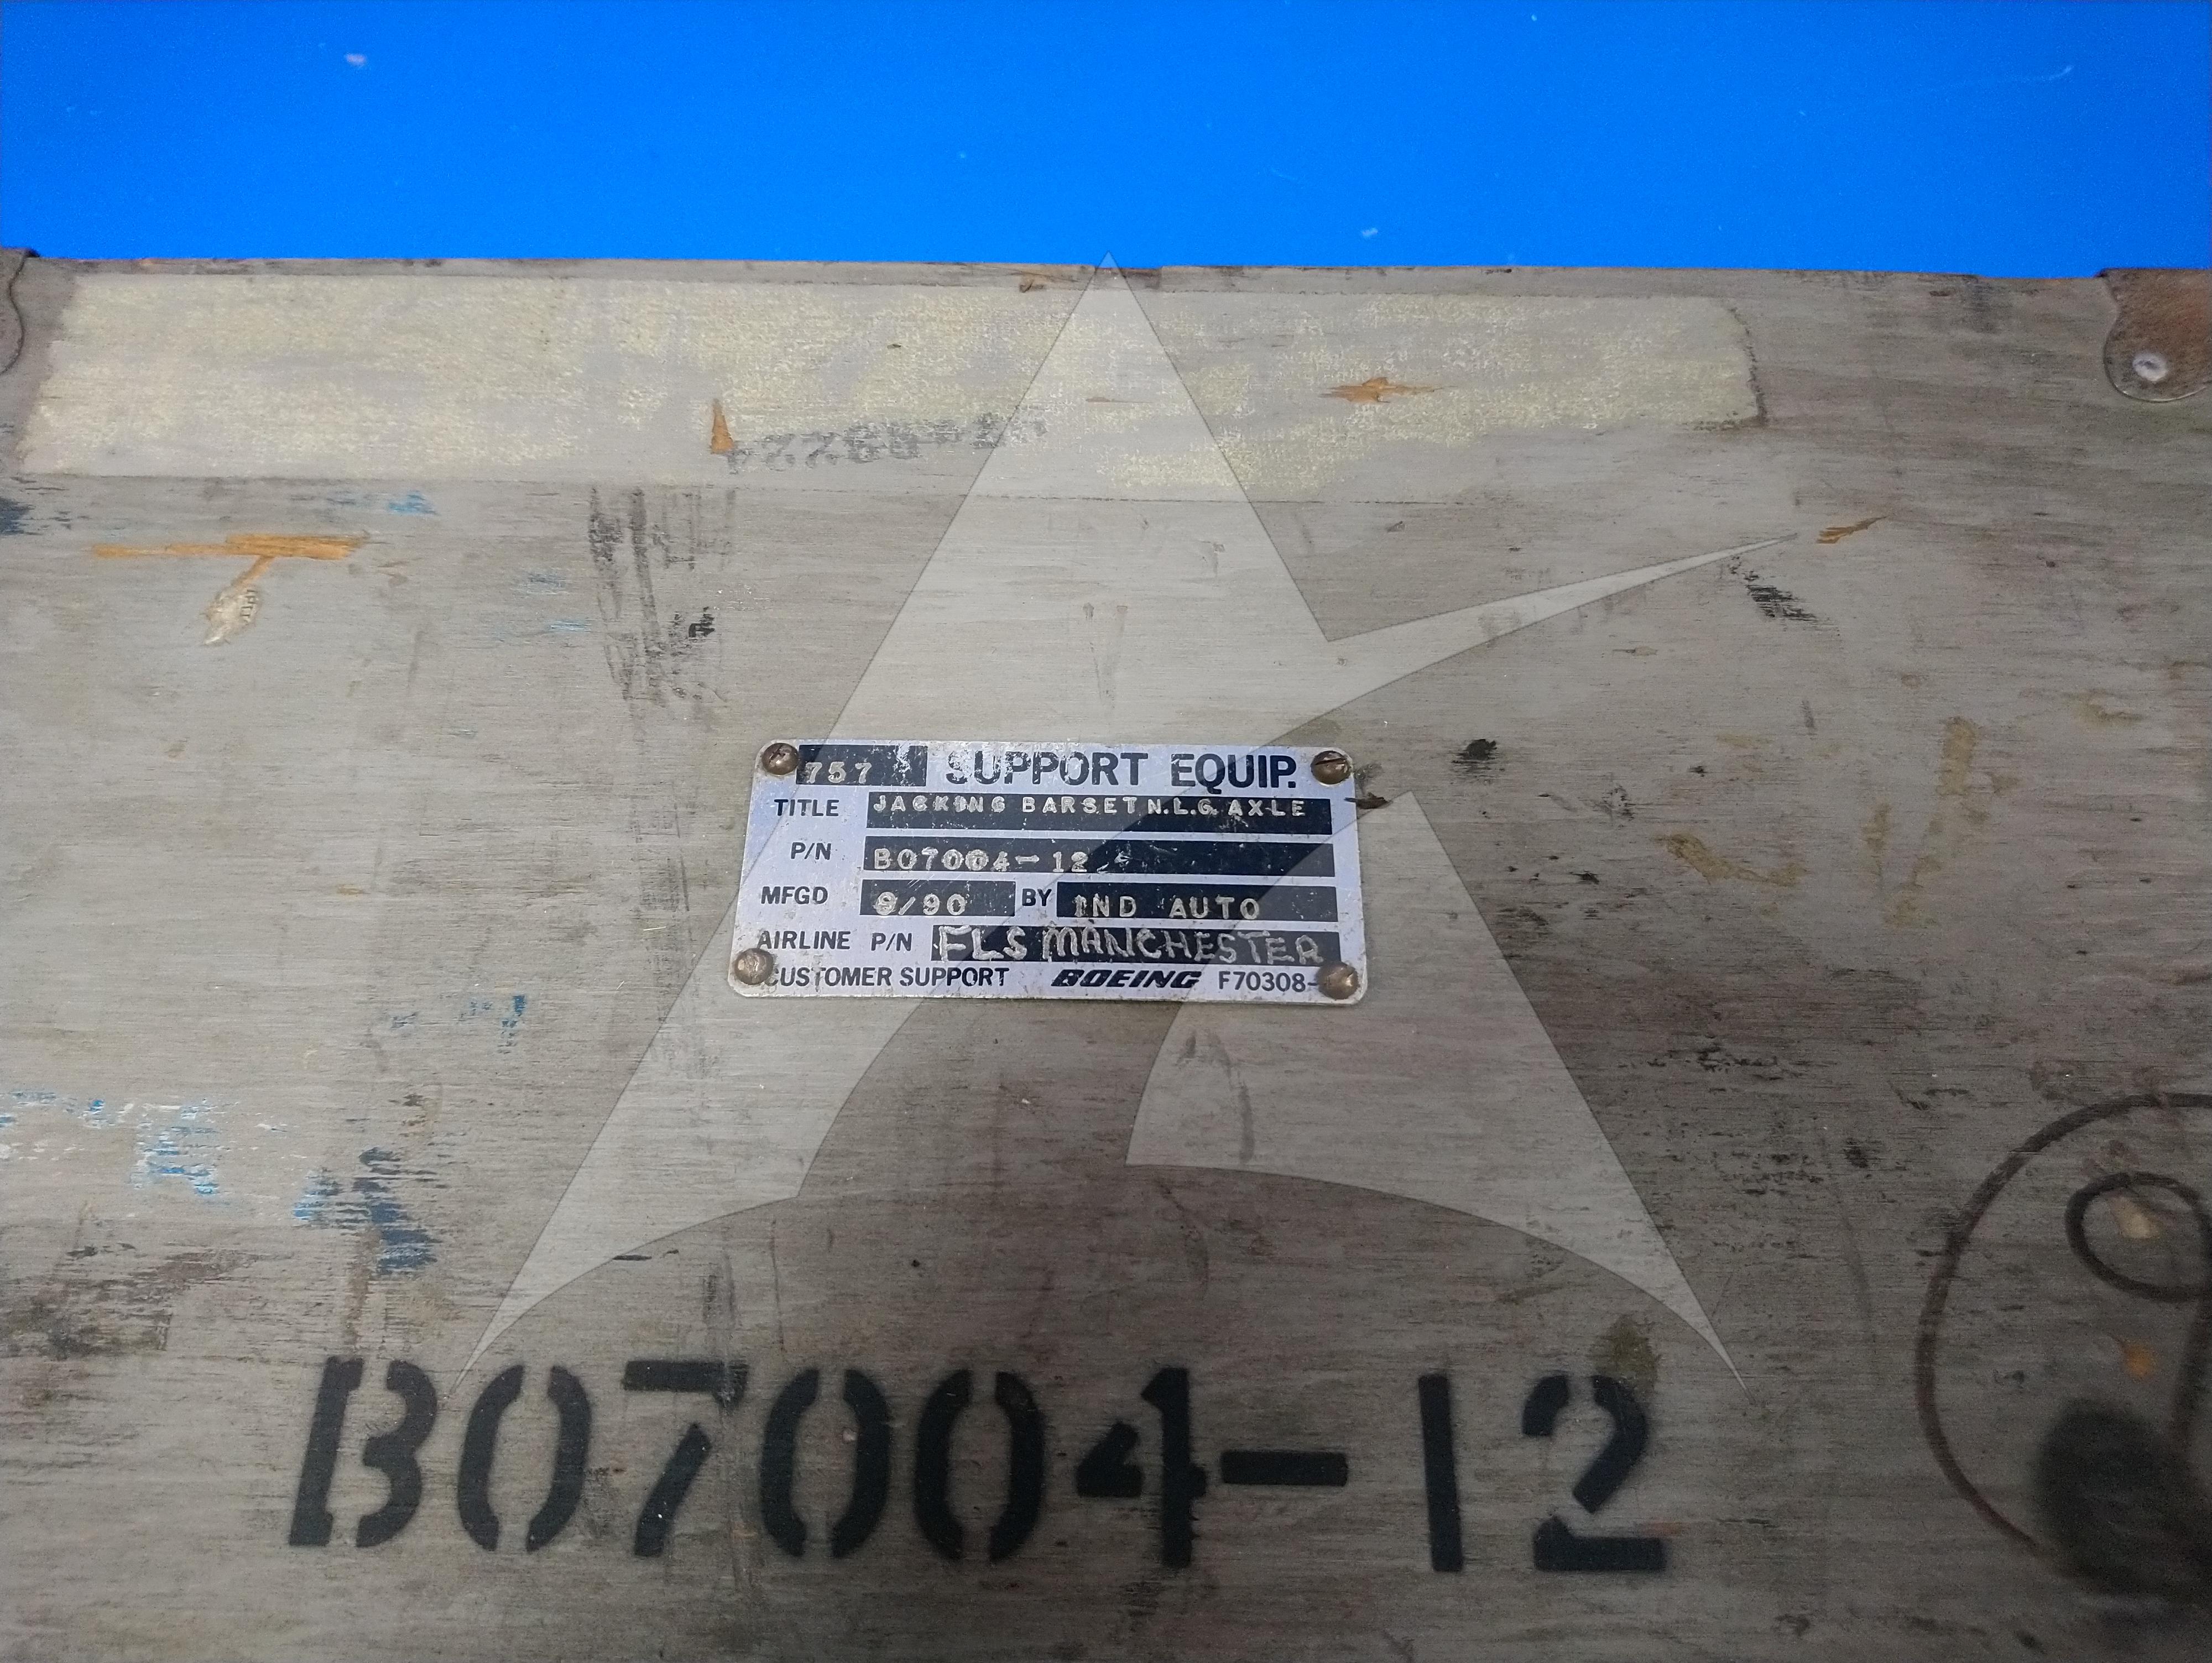 757 SUPPORT EQUIP.
TITLE JACKING BARSET N.L.G. AXLE
P/N B07004-12
MFGD 9/90 BY IND AUTO
AIRLINE P/N FLS MANCHESTER
CUSTOMER SUPPORT BOEING F70308-
B07004-12